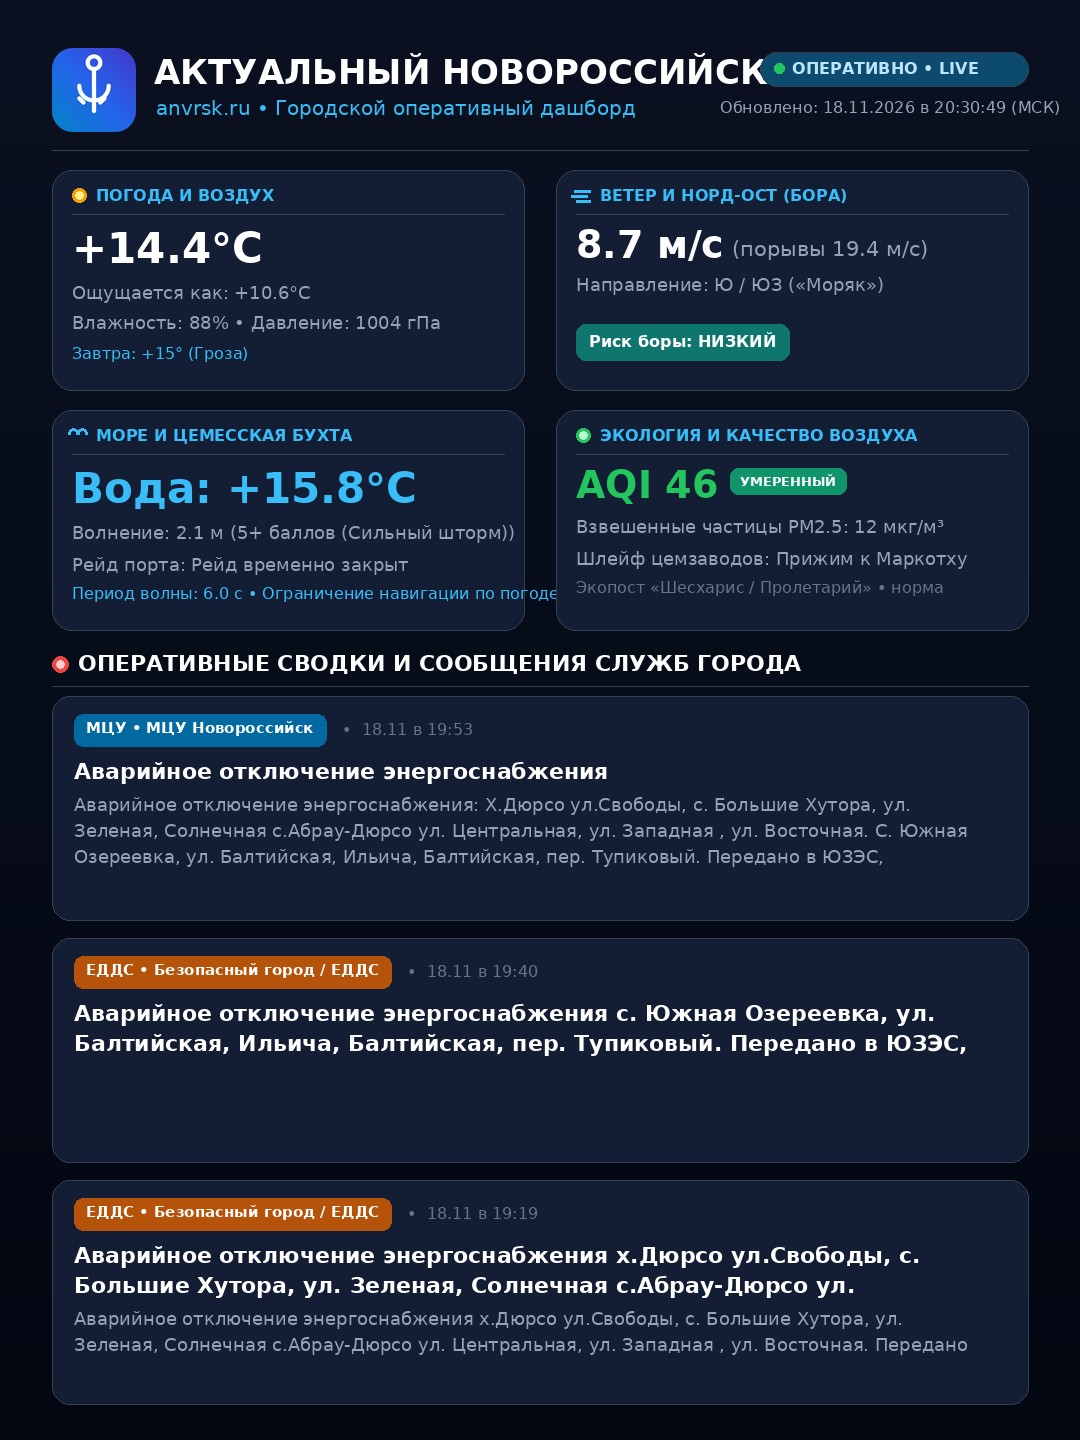 АКТУАЛЬНЫЙ НОВОРОССИЙСК
ОПЕРАТИВНО • LIVE
anvrsk.ru • Городской оперативный дашборд
Обновлено: 18.11.2026 в 20:30:49 (МСК)
ПОГОДА И ВОЗДУХ
+14.4°C
Ощущается как: +10.6°C
Влажность: 88% • Давление: 1004 гПа
Завтра: +15° (Гроза)
ВЕТЕР И НОРД-ОСТ (БОРА)
8.7 м/с (порывы 19.4 м/с)
Направление: Ю / ЮЗ («Моряк»)
Риск боры: НИЗКИЙ
МОРЕ И ЦЕМЕССКАЯ БУХТА
Вода: +15.8°C
Волнение: 2.1 м (5+ баллов (Сильный шторм))
Рейд порта: Рейд временно закрыт
Период волны: 6.0 с • Ограничение навигации по погоде
ЭКОЛОГИЯ И КАЧЕСТВО ВОЗДУХА
AQI 46 УМЕРЕННЫЙ
Взвешенные частицы PM2.5: 12 мкг/м³
Шлейф цемзаводов: Прижим к Маркотху
Экопост «Шесхарис / Пролетарий» • норма
ОПЕРАТИВНЫЕ СВОДКИ И СООБЩЕНИЯ СЛУЖБ ГОРОДА
МЦУ • МЦУ Новороссийск • 18.11 в 19:53
Аварийное отключение энергоснабжения
Аварийное отключение энергоснабжения: Х.Дюрсо ул.Свободы, с. Большие Хутора, ул.
Зеленая, Солнечная с.Абрау-Дюрсо ул. Центральная, ул. Западная , ул. Восточная. С. Южная
Озереевка, ул. Балтийская, Ильича, Балтийская, пер. Тупиковый. Передано в ЮЗЭС,
ЕДДС • Безопасный город / ЕДДС • 18.11 в 19:40
Аварийное отключение энергоснабжения с. Южная Озереевка, ул.
Балтийская, Ильича, Балтийская, пер. Тупиковый. Передано в ЮЗЭС,
ЕДДС • Безопасный город / ЕДДС • 18.11 в 19:19
Аварийное отключение энергоснабжения х.Дюрсо ул.Свободы, с.
Большие Хутора, ул. Зеленая, Солнечная с.Абрау-Дюрсо ул.
Аварийное отключение энергоснабжения х.Дюрсо ул.Свободы, с. Большие Хутора, ул.
Зеленая, Солнечная с.Абрау-Дюрсо ул. Центральная, ул. Западная , ул. Восточная. Передано